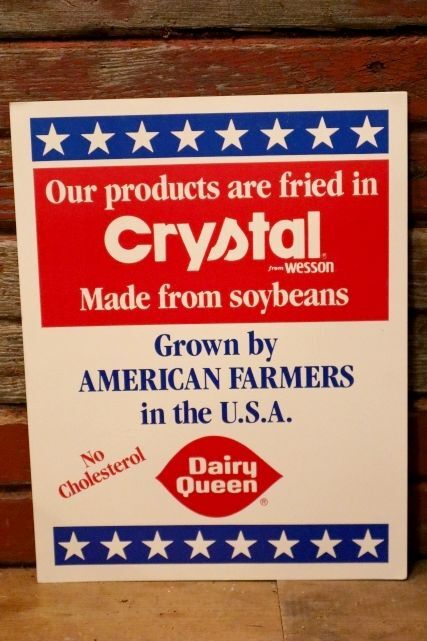 Our products are fried in
Crystal®
from Wesson
Made from soybeans
Grown by
AMERICAN FARMERS
in the U.S.A.
No
Cholesterol
Dairy
Queen®